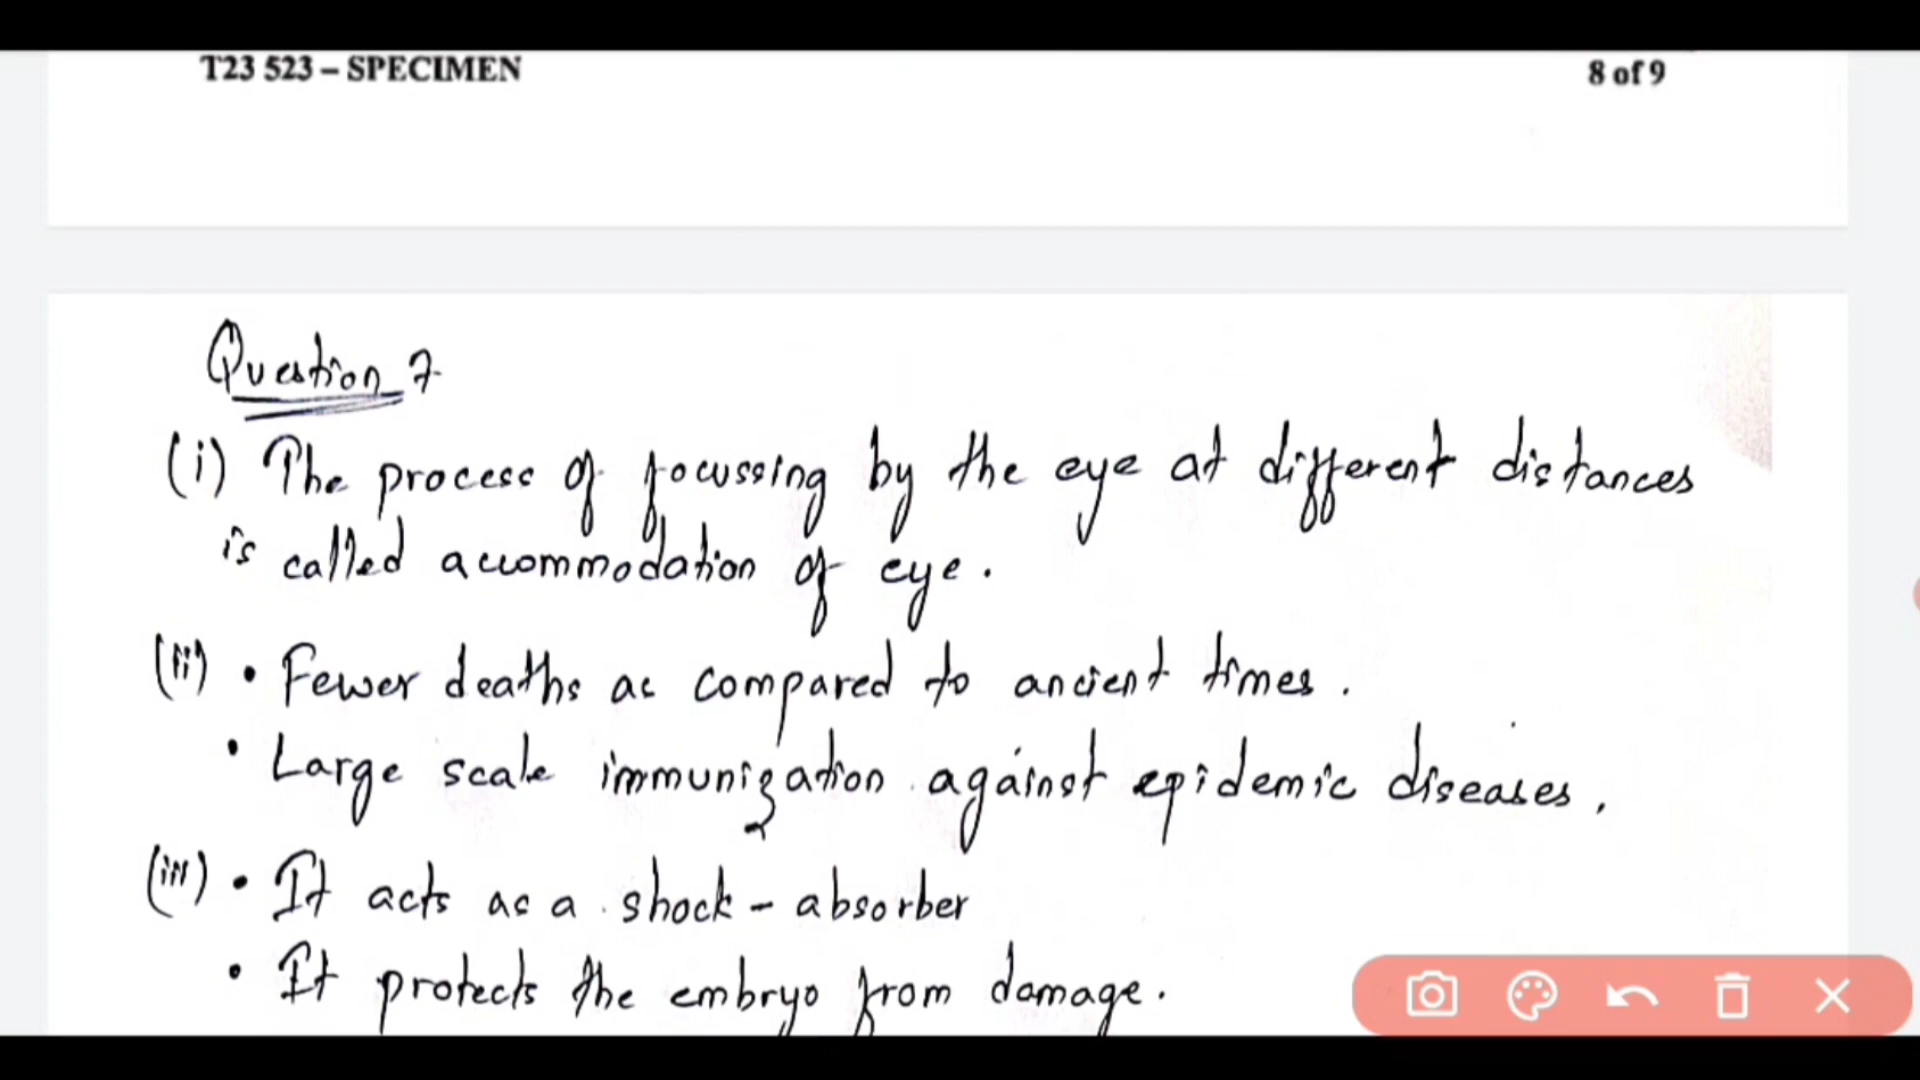 T23 523 – SPECIMEN 8 of 9
Question 7
(i) The process of focussing by the eye at different distances
is called accommodation of eye.
(ii) • Fewer deaths as compared to ancient times.
• Large scale immunization against epidemic diseases.
(iii) • It acts as a shock - absorber
• It protects the embryo from damage.